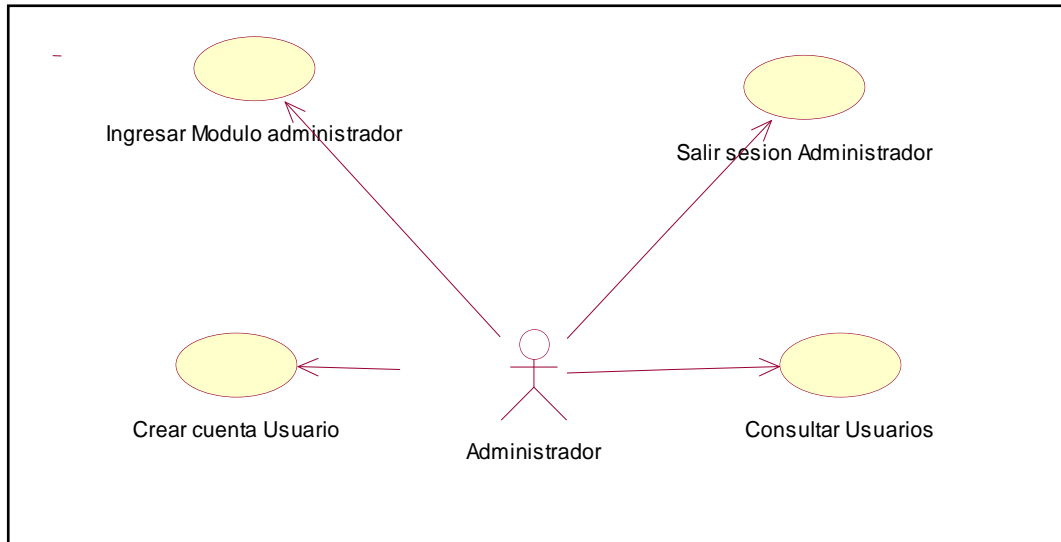 Ingresar Modulo administrador
Salir sesion Administrador
Crear cuenta Usuario
Administrador
Consultar Usuarios